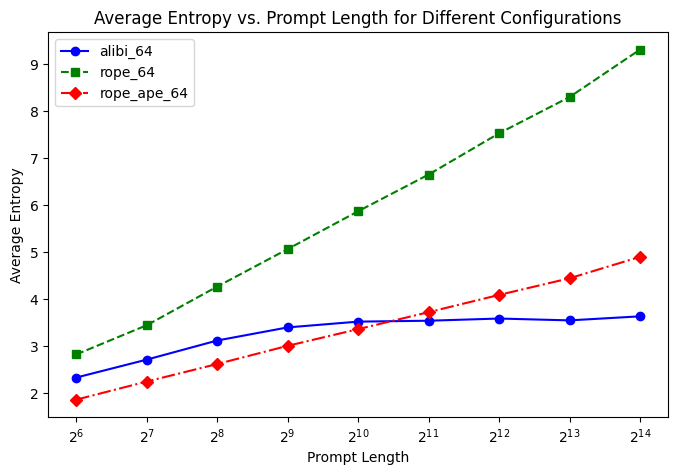 Average Entropy vs. Prompt Length for Different Configurations
alibi_64
rope_64
rope_ape_64
Average Entropy
9
8
7
6
5
4
3
2
2^6 2^7 2^8 2^9 2^10 2^11 2^12 2^13 2^14
Prompt Length